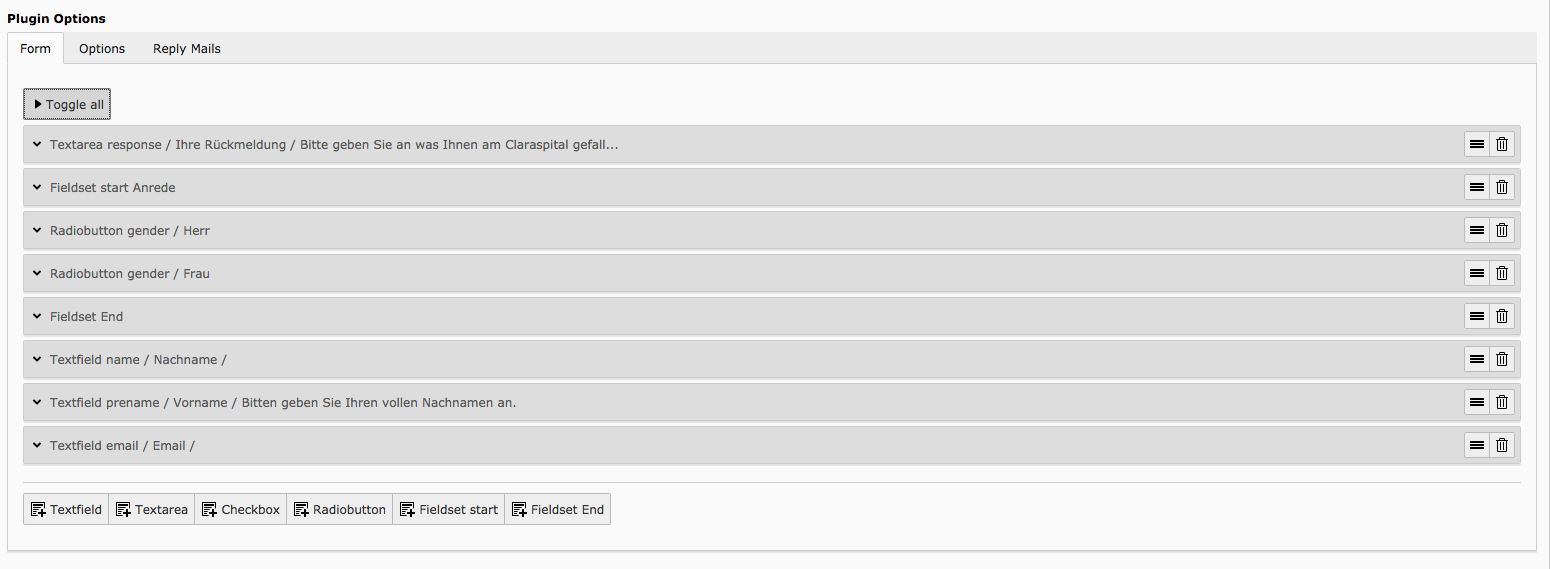 Plugin Options
Form Options Reply Mails
Toggle all
Textarea response / Ihre Rückmeldung / Bitte geben Sie an was Ihnen am Claraspital gefall...
Fieldset start Anrede
Radiobutton gender / Herr
Radiobutton gender / Frau
Fieldset End
Textfield name / Nachname /
Textfield prename / Vorname / Bitten geben Sie Ihren vollen Nachnamen an.
Textfield email / Email /
Textfield Textarea Checkbox Radiobutton Fieldset start Fieldset End